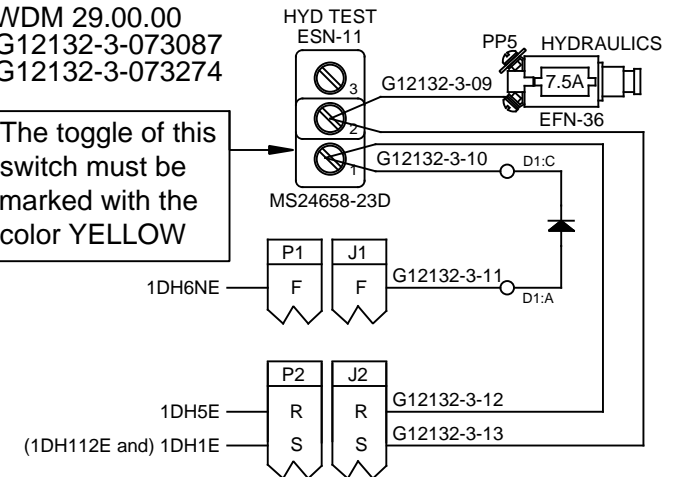 WDM 29.00.00
G12132-3-073087
G12132-3-073274
The toggle of this
switch must be
marked with the
color YELLOW
HYD TEST
ESN-11
3
2
1
MS24658-23D
PP5
HYDRAULICS
7.5A
EFN-36
G12132-3-09
G12132-3-10
D1:C
D1:A
G12132-3-11
P1
J1
1DH6NE
F
F
P2
J2
1DH5E
R
R
G12132-3-12
(1DH112E and) 1DH1E
S
S
G12132-3-13